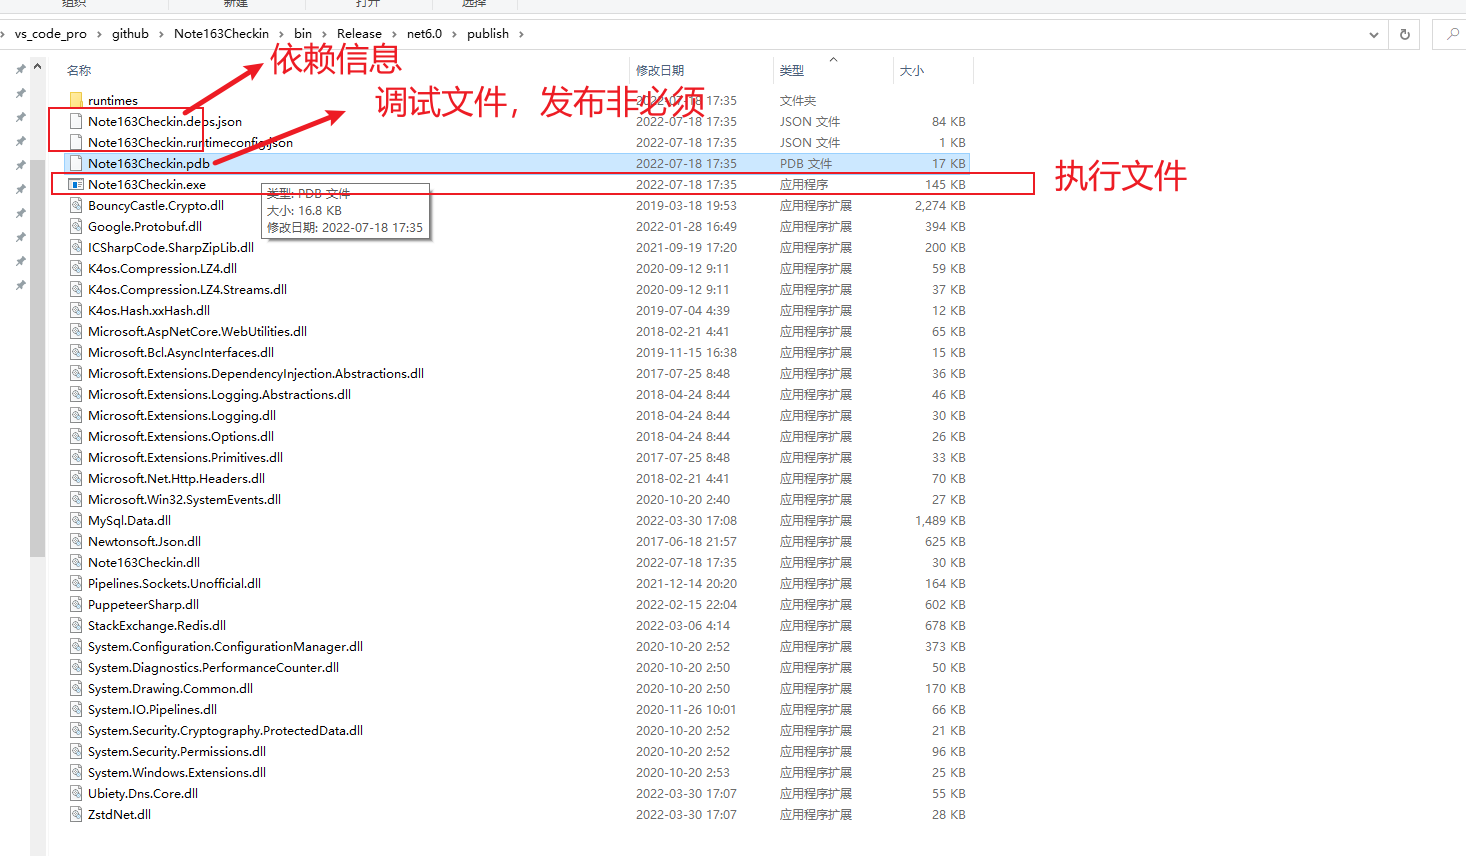 组织 新建 打开 选择
vs_code_pro › github › Note163Checkin › bin › Release › net6.0 › publish ›
依赖信息
名称 修改日期 类型 大小
调试文件，发布非必须
runtimes 2022-07-18 17:35 文件夹
Note163Checkin.deps.json 2022-07-18 17:35 JSON 文件 84 KB
Note163Checkin.runtimeconfig.json 2022-07-18 17:35 JSON 文件 1 KB
Note163Checkin.pdb 2022-07-18 17:35 PDB 文件 17 KB
执行文件
Note163Checkin.exe 2022-07-18 17:35 应用程序 145 KB
类型: PDB 文件
大小: 16.8 KB
修改日期: 2022-07-18 17:35
BouncyCastle.Crypto.dll 2019-03-18 19:53 应用程序扩展 2,274 KB
Google.Protobuf.dll 2022-01-28 16:49 应用程序扩展 394 KB
ICSharpCode.SharpZipLib.dll 2021-09-19 17:20 应用程序扩展 200 KB
K4os.Compression.LZ4.dll 2020-09-12 9:11 应用程序扩展 59 KB
K4os.Compression.LZ4.Streams.dll 2020-09-12 9:11 应用程序扩展 37 KB
K4os.Hash.xxHash.dll 2019-07-04 4:39 应用程序扩展 12 KB
Microsoft.AspNetCore.WebUtilities.dll 2018-02-21 4:41 应用程序扩展 65 KB
Microsoft.Bcl.AsyncInterfaces.dll 2019-11-15 16:38 应用程序扩展 15 KB
Microsoft.Extensions.DependencyInjection.Abstractions.dll 2017-07-25 8:48 应用程序扩展 36 KB
Microsoft.Extensions.Logging.Abstractions.dll 2018-04-24 8:44 应用程序扩展 46 KB
Microsoft.Extensions.Logging.dll 2018-04-24 8:44 应用程序扩展 30 KB
Microsoft.Extensions.Options.dll 2018-04-24 8:44 应用程序扩展 26 KB
Microsoft.Extensions.Primitives.dll 2017-07-25 8:48 应用程序扩展 33 KB
Microsoft.Net.Http.Headers.dll 2018-02-21 4:41 应用程序扩展 70 KB
Microsoft.Win32.SystemEvents.dll 2020-10-20 2:40 应用程序扩展 27 KB
MySql.Data.dll 2022-03-30 17:08 应用程序扩展 1,489 KB
Newtonsoft.Json.dll 2017-06-18 21:57 应用程序扩展 625 KB
Note163Checkin.dll 2022-07-18 17:35 应用程序扩展 30 KB
Pipelines.Sockets.Unofficial.dll 2021-12-14 20:20 应用程序扩展 164 KB
PuppeteerSharp.dll 2022-02-15 22:04 应用程序扩展 602 KB
StackExchange.Redis.dll 2022-03-06 4:14 应用程序扩展 678 KB
System.Configuration.ConfigurationManager.dll 2020-10-20 2:52 应用程序扩展 373 KB
System.Diagnostics.PerformanceCounter.dll 2020-10-20 2:50 应用程序扩展 50 KB
System.Drawing.Common.dll 2020-10-20 2:50 应用程序扩展 170 KB
System.IO.Pipelines.dll 2020-11-26 10:01 应用程序扩展 66 KB
System.Security.Cryptography.ProtectedData.dll 2020-10-20 2:52 应用程序扩展 21 KB
System.Security.Permissions.dll 2020-10-20 2:52 应用程序扩展 96 KB
System.Windows.Extensions.dll 2020-10-20 2:53 应用程序扩展 25 KB
Ubiety.Dns.Core.dll 2022-03-30 17:07 应用程序扩展 55 KB
ZstdNet.dll 2022-03-30 17:07 应用程序扩展 28 KB